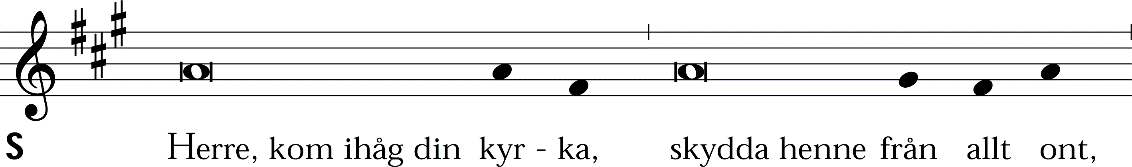 S Herre, kom ihåg din kyr - ka, skydda henne från allt ont,